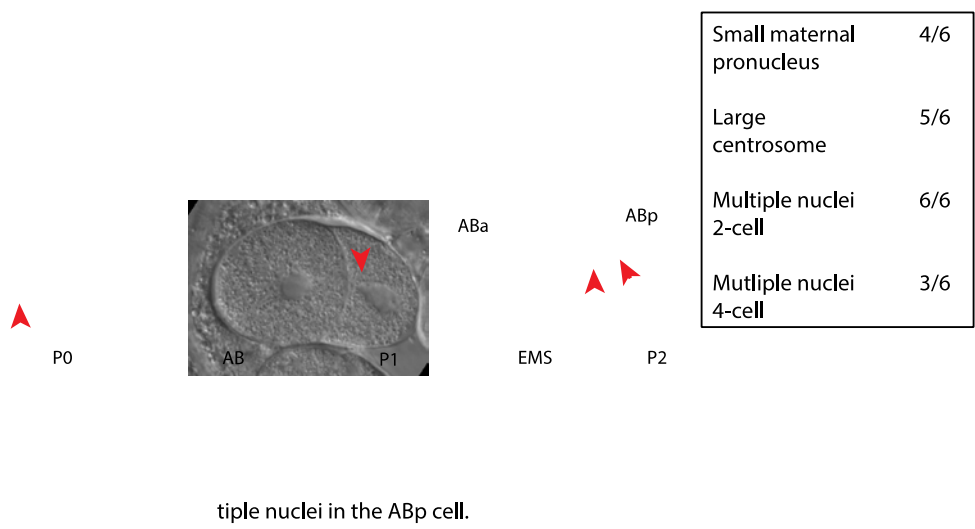 Small maternal 4/6
pronucleus
Large 5/6
centrosome
Multiple nuclei 6/6
2-cell
Mutliple nuclei 3/6
4-cell
ABa
ABp
P0
AB
P1
EMS
P2
tiple nuclei in the ABp cell.